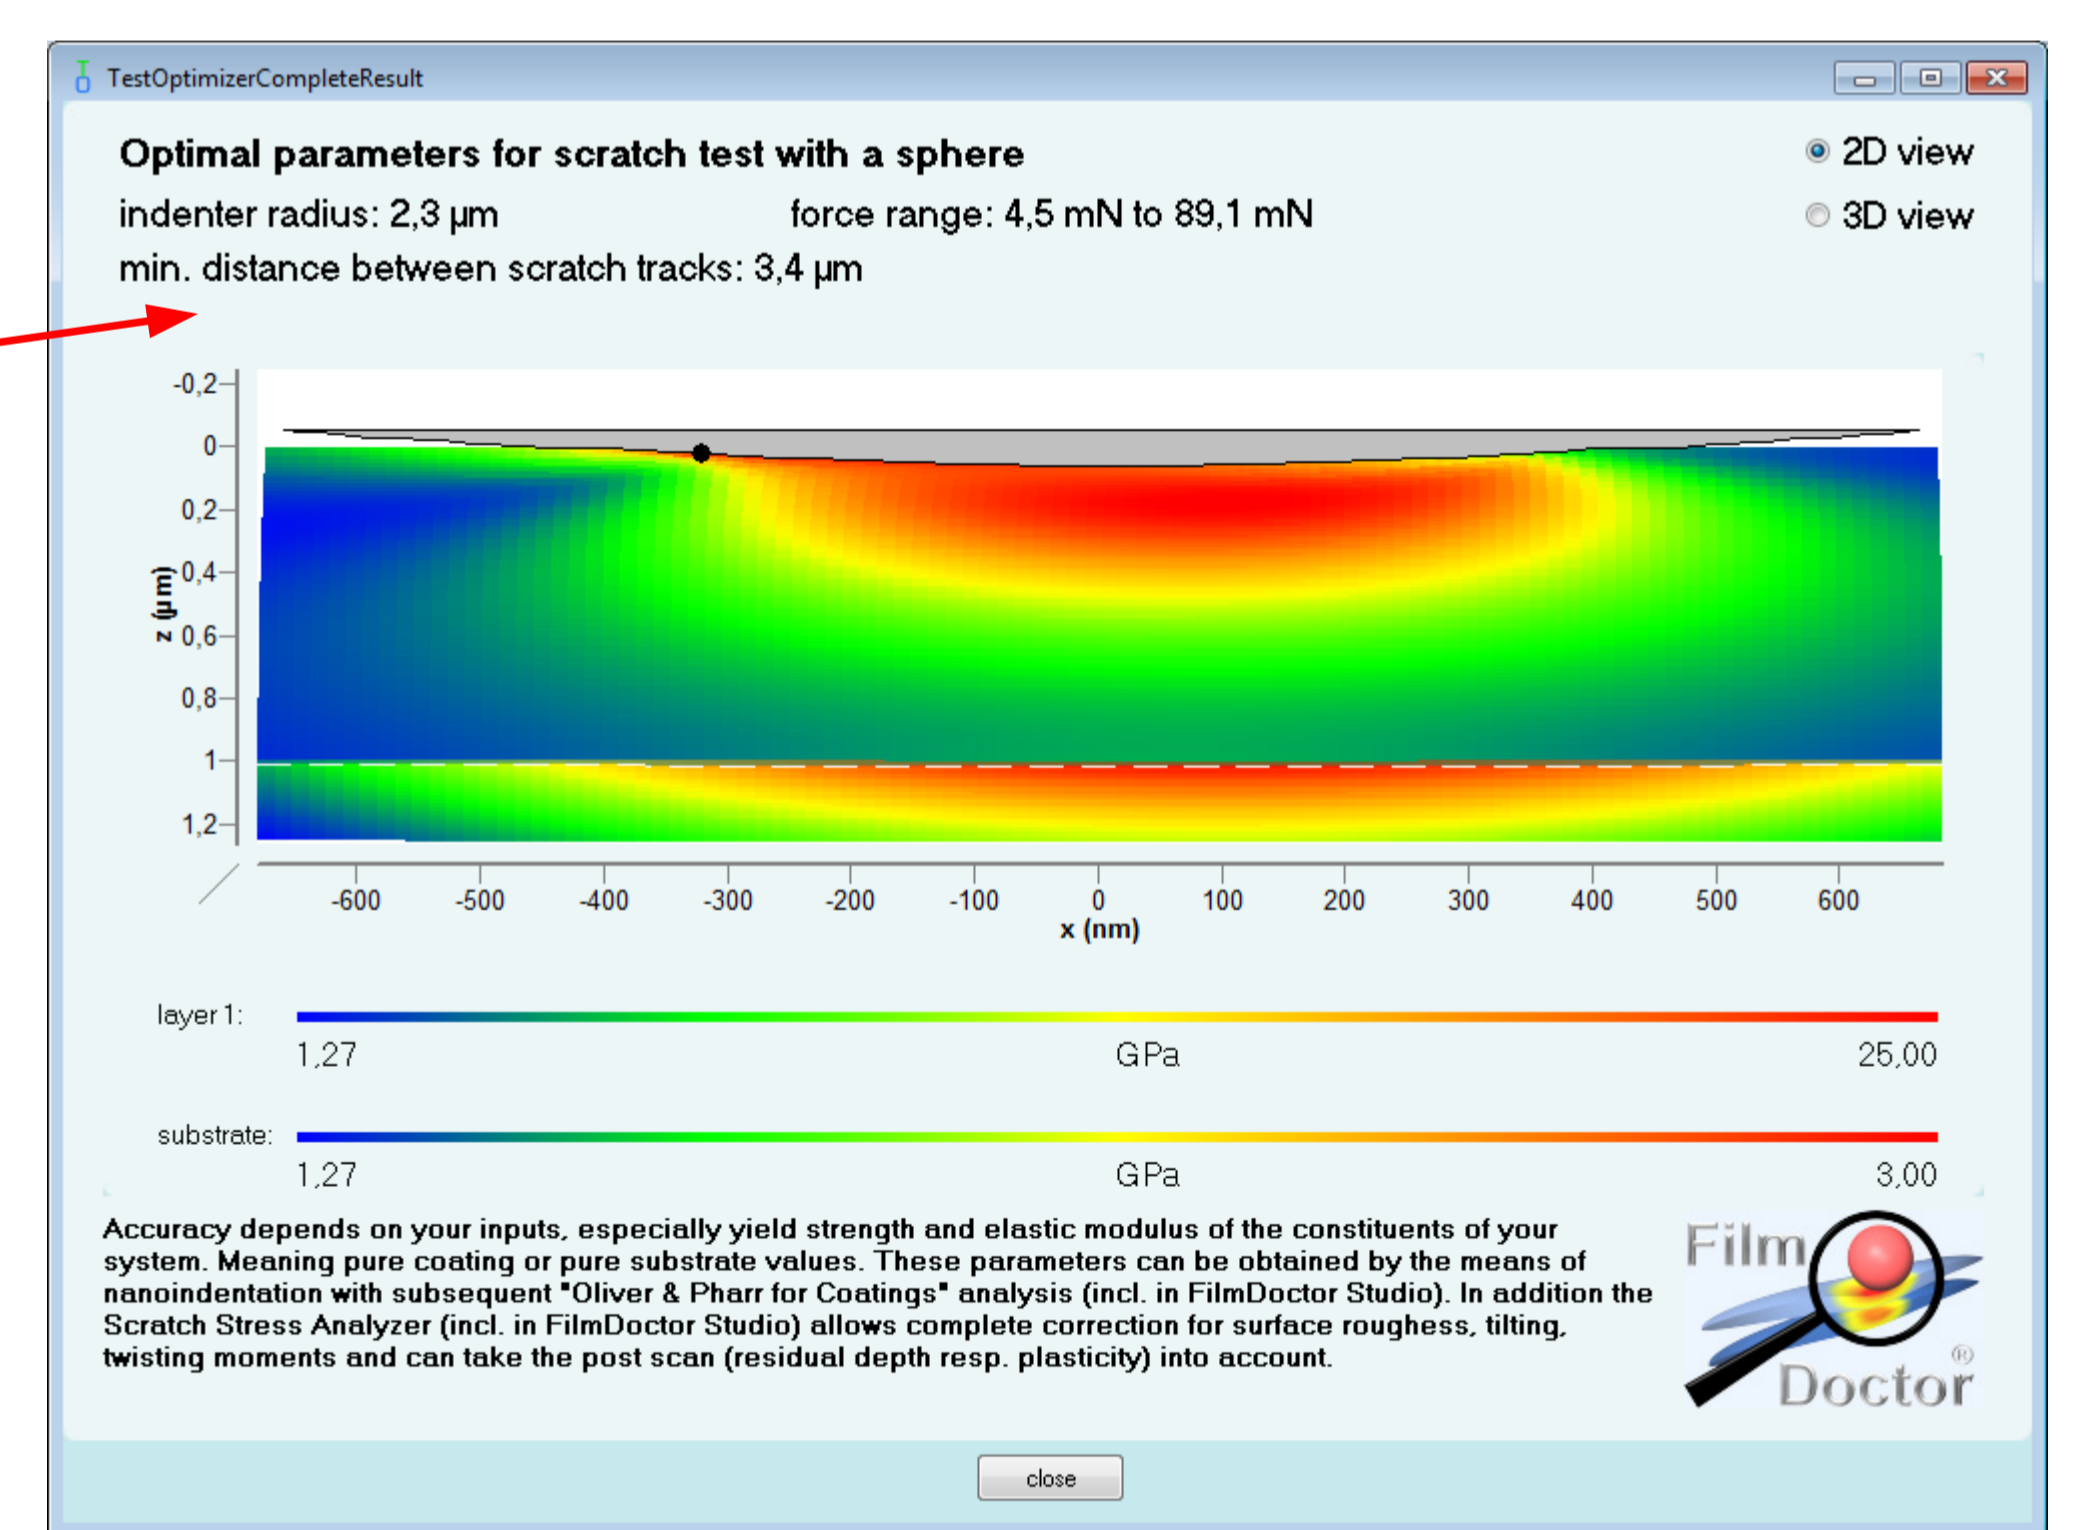 TestOptimizerCompleteResult
Optimal parameters for scratch test with a sphere
2D view
indenter radius: 2,3 µm force range: 4,5 mN to 89,1 mN
3D view
min. distance between scratch tracks: 3,4 µm
-0,2
0
0,2
0,4
0,6
0,8
1
1,2
z (µm)
-600 -500 -400 -300 -200 -100 0 100 200 300 400 500 600
x (nm)
layer 1:
1,27 GPa 25,00
substrate:
1,27 GPa 3,00
Accuracy depends on your inputs, especially yield strength and elastic modulus of the constituents of your
system. Meaning pure coating or pure substrate values. These parameters can be obtained by the means of
nanoindentation with subsequent "Oliver & Pharr for Coatings" analysis (incl. in FilmDoctor Studio). In addition the
Scratch Stress Analyzer (incl. in FilmDoctor Studio) allows complete correction for surface roughess, tilting,
twisting moments and can take the post scan (residual depth resp. plasticity) into account.
Film
Doctor ®
close